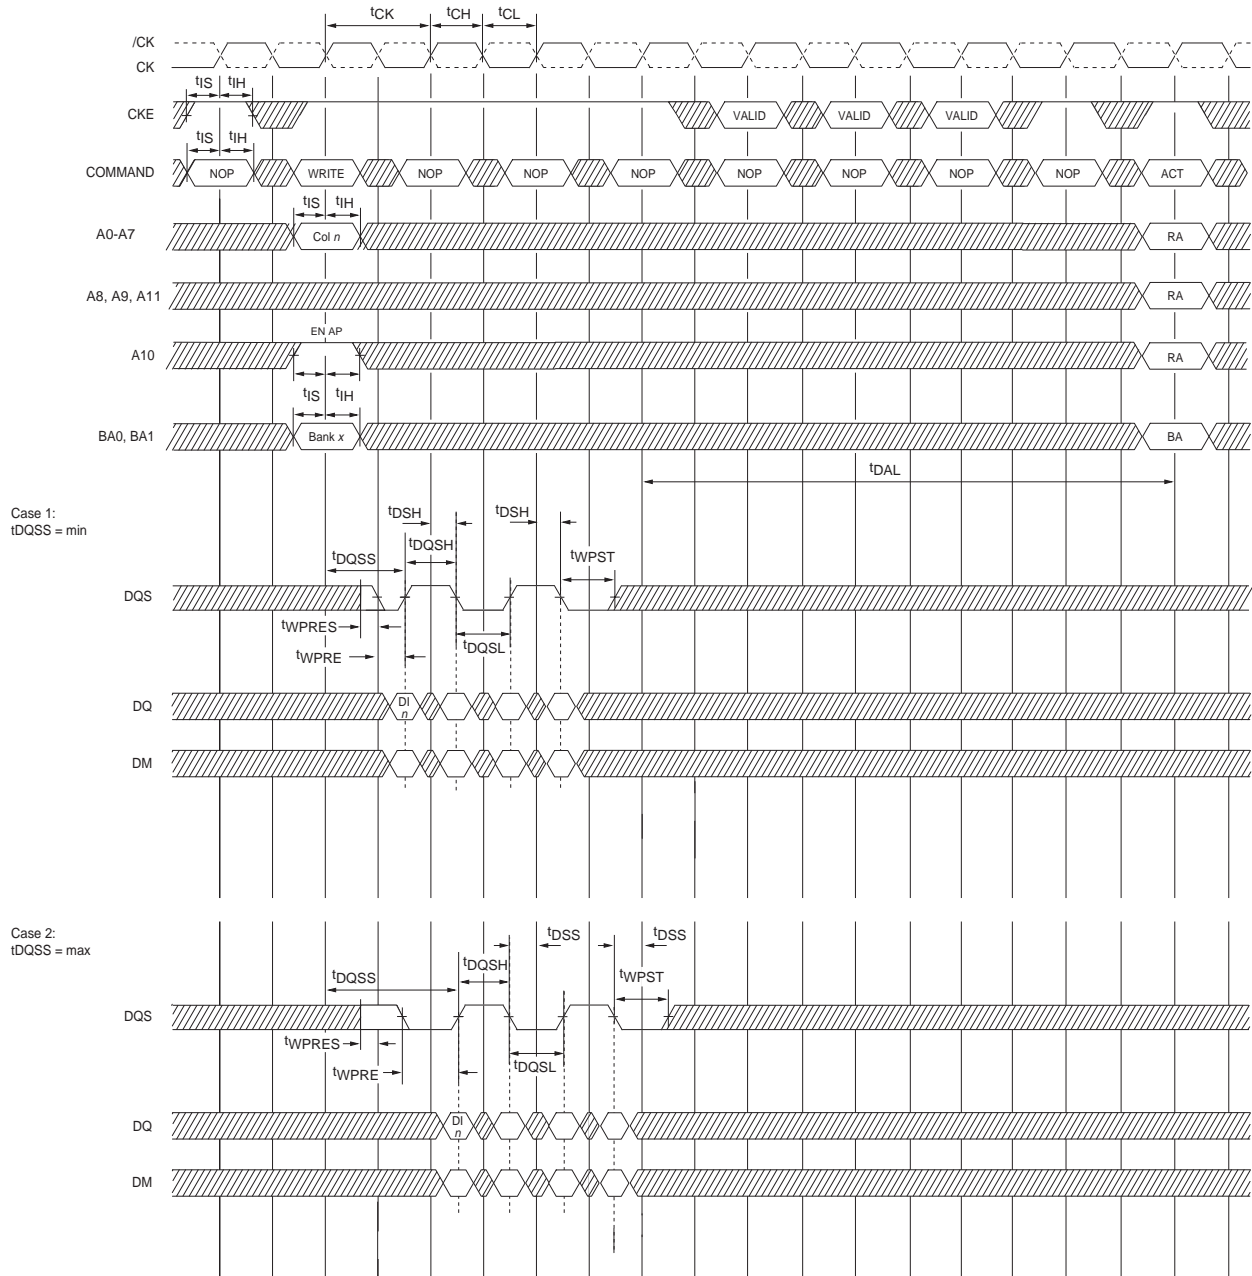 tCK tCH tCL
/CK
CK
tIS tIH
CKE VALID VALID VALID
tIS tIH
COMMAND NOP WRITE NOP NOP NOP NOP NOP NOP NOP ACT
tIS tIH
A0-A7 Col n RA
A8, A9, A11 RA
EN AP
A10 RA
tIS tIH
BA0, BA1 Bank x BA
tDAL
Case 1:
tDQSS = min
tDSH tDSH
tDQSS tDQSH tWPST
DQS
tWPRES
tDQSL
tWPRE
DQ DI
n
DM
Case 2:
tDQSS = max
tDSS tDSS
tDQSS tDQSH tWPST
DQS
tWPRES
tDQSL
tWPRE
DQ DI
n
DM